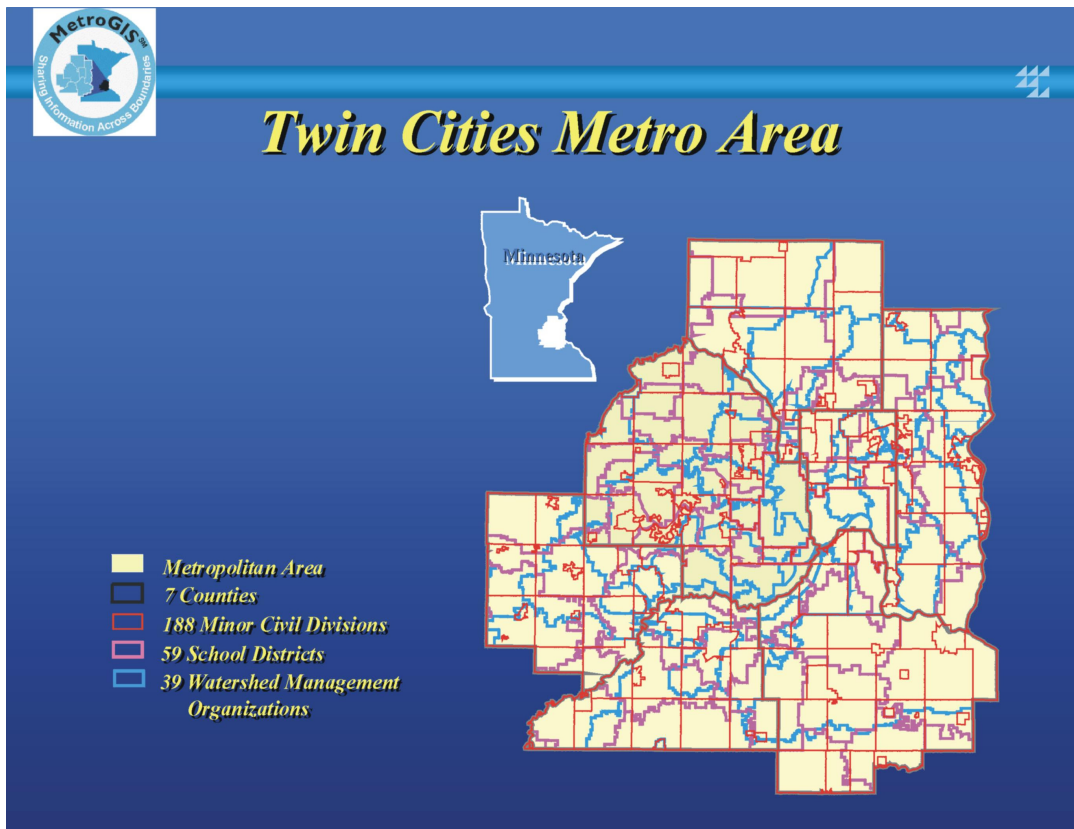 MetroGIS SM
Sharing Information Across Boundaries
Twin Cities Metro Area
Minnesota
Metropolitan Area
7 Counties
188 Minor Civil Divisions
59 School Districts
39 Watershed Management
Organizations